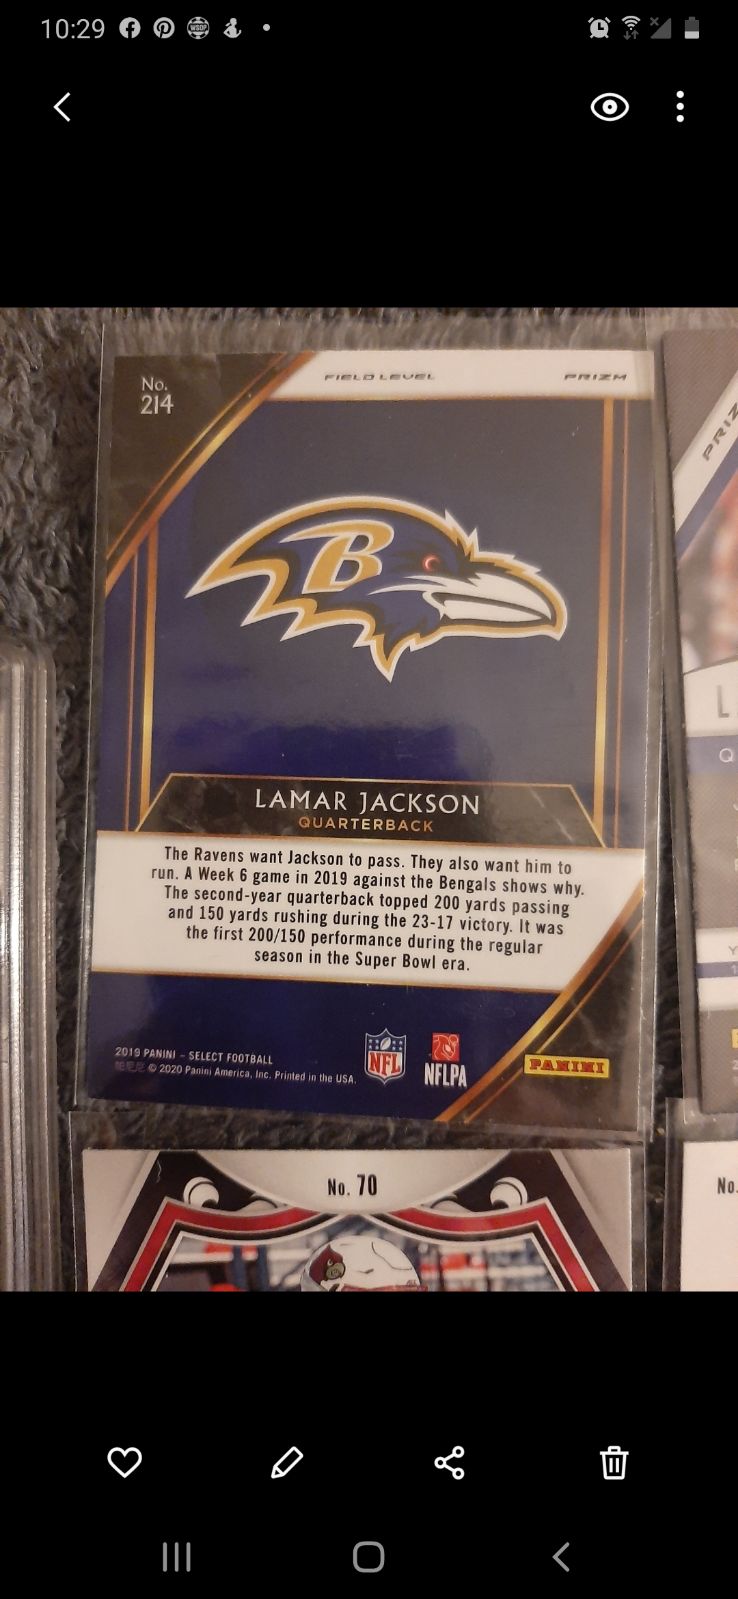 10:29
No.
214
FIELD LEVEL
PRIZM
B
LAMAR JACKSON
QUARTERBACK
The Ravens want Jackson to pass. They also want him to
run. A Week 6 game in 2019 against the Bengals shows why.
The second-year quarterback topped 200 yards passing
and 150 yards rushing during the 23-17 victory. It was
the first 200/150 performance during the regular
season in the Super Bowl era.
2019 PANINI – SELECT FOOTBALL
© 2020 Panini America, Inc. Printed in the USA.
NFL
NFLPA
PANINI
No. 70
No.